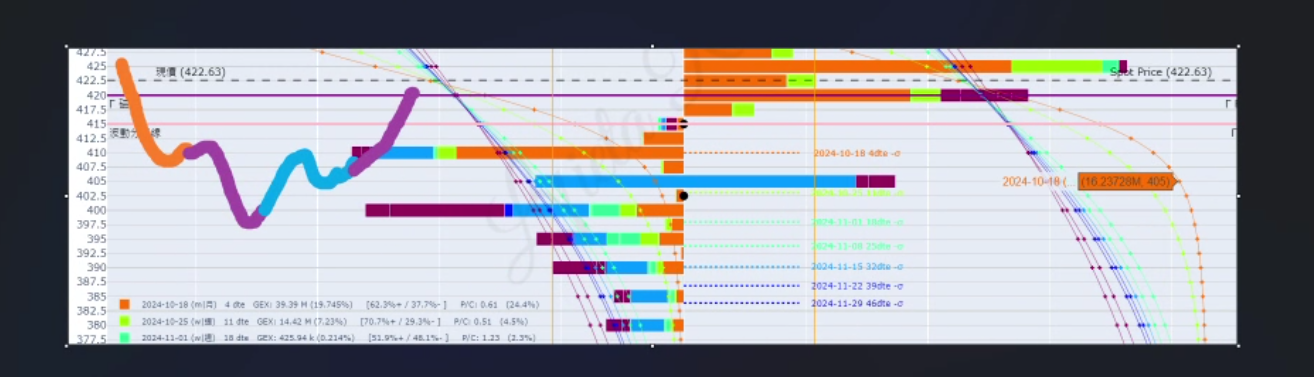 427.5
425
422.5
420
417.5
415
412.5
410
407.5
405
402.5
400
397.5
395
392.5
390
387.5
385
382.5
380
377.5
現價 (422.63)
Spot Price (422.63)
2024-10-18 4dte -σ
2024-10-18 (...
(16.23728M, 405)
2024-11-01 18dte -σ
2024-11-08 25dte -σ
2024-11-15 32dte -σ
2024-11-22 39dte -σ
2024-11-29 46dte -σ
2024-10-18 (m|月) 4 dte GEX: 39.39 M (19.745%) [62.3%+ / 37.7%- ] P/C: 0.61 (24.4%)
2024-10-25 (w|週) 11 dte GEX: 14.42 M (7.23%) [70.7%+ / 29.3%- ] P/C: 0.51 (4.5%)
2024-11-01 (w|週) 18 dte GEX: 425.94 k (0.214%) [51.9%+ / 48.1%- ] P/C: 1.23 (2.3%)